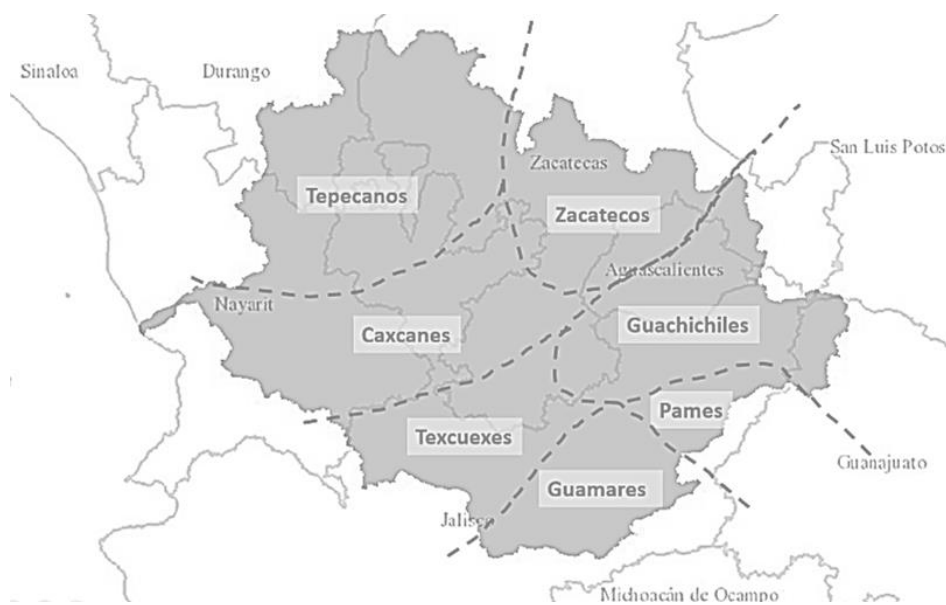 Sinaloa
Durango
San Luis Potos
Zacatecas
Tepecanos
Zacatecos
Aguascalientes
Nayarit
Caxcanes
Guachichiles
Pames
Texcuexes
Guanajuato
Guamares
Jalisco
Michoacán de Ocampo